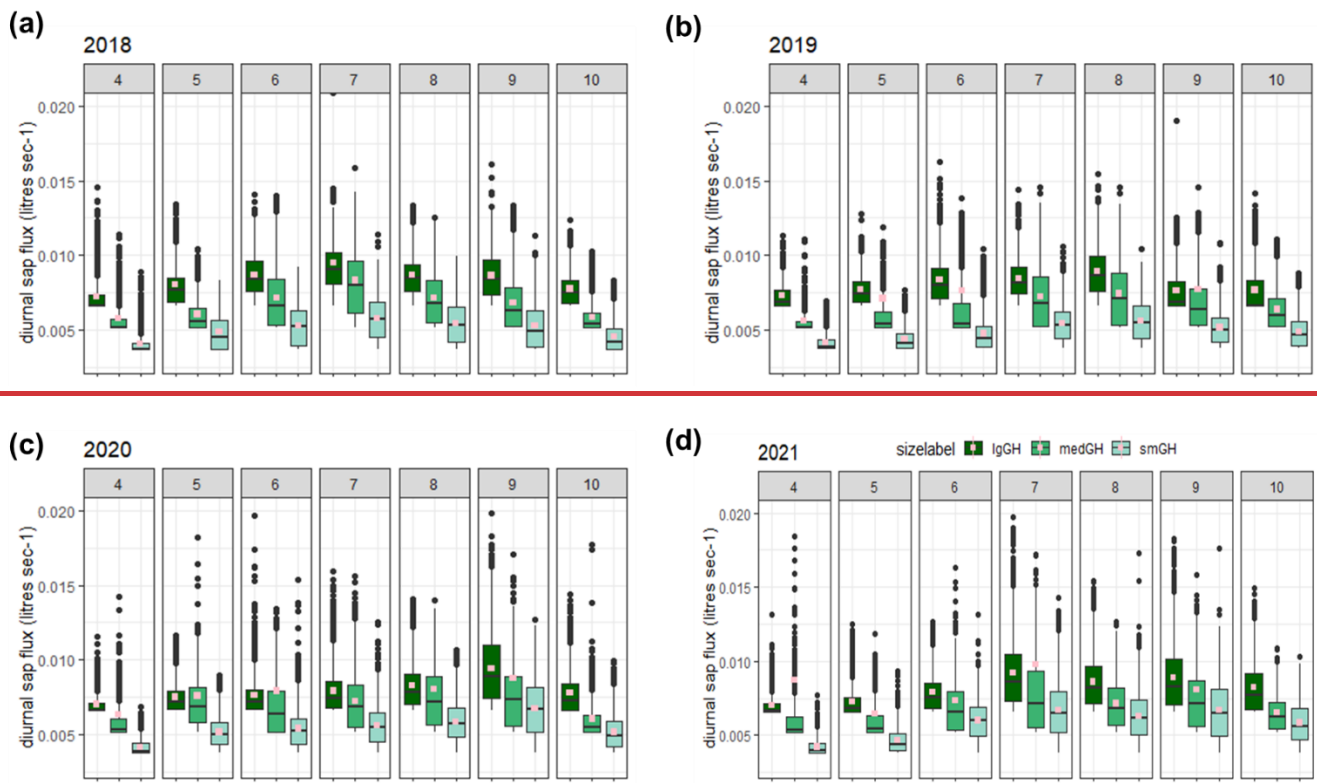 (a)
2018
4 5 6 7 8 9 10
0.020
0.015
0.010
0.005
diurnal sap flux (litres sec-1)
(b)
2019
4 5 6 7 8 9 10
0.020
0.015
0.010
0.005
diurnal sap flux (litres sec-1)
(c)
2020
4 5 6 7 8 9 10
0.020
0.015
0.010
0.005
diurnal sap flux (litres sec-1)
(d)
2021
sizelabel lgGH medGH smGH
4 5 6 7 8 9 10
0.020
0.015
0.010
0.005
diurnal sap flux (litres sec-1)